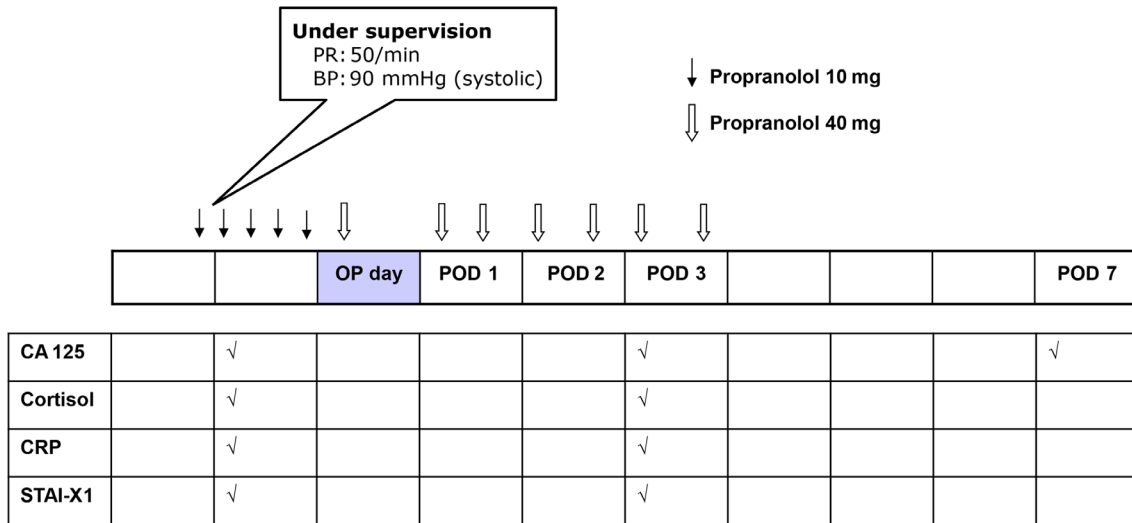 Under supervision
PR: 50/min
BP: 90 mmHg (systolic)
Propranolol 10 mg
Propranolol 40 mg
OP day POD 1 POD 2 POD 3 POD 7
CA 125 √ √ √
Cortisol √ √
CRP √ √
STAI-X1 √ √